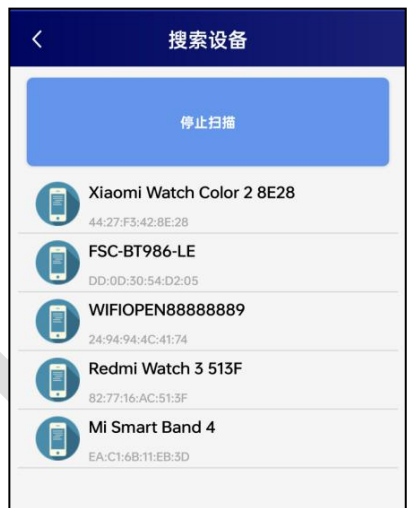 搜索设备
停止扫描
Xiaomi Watch Color 2 8E28
44:27:F3:42:8E:28
FSC-BT986-LE
DD:0D:30:54:D2:05
WIFIOPEN88888889
24:94:94:4C:41:74
Redmi Watch 3 513F
82:77:16:AC:51:3F
Mi Smart Band 4
EA:C1:6B:11:EB:3D